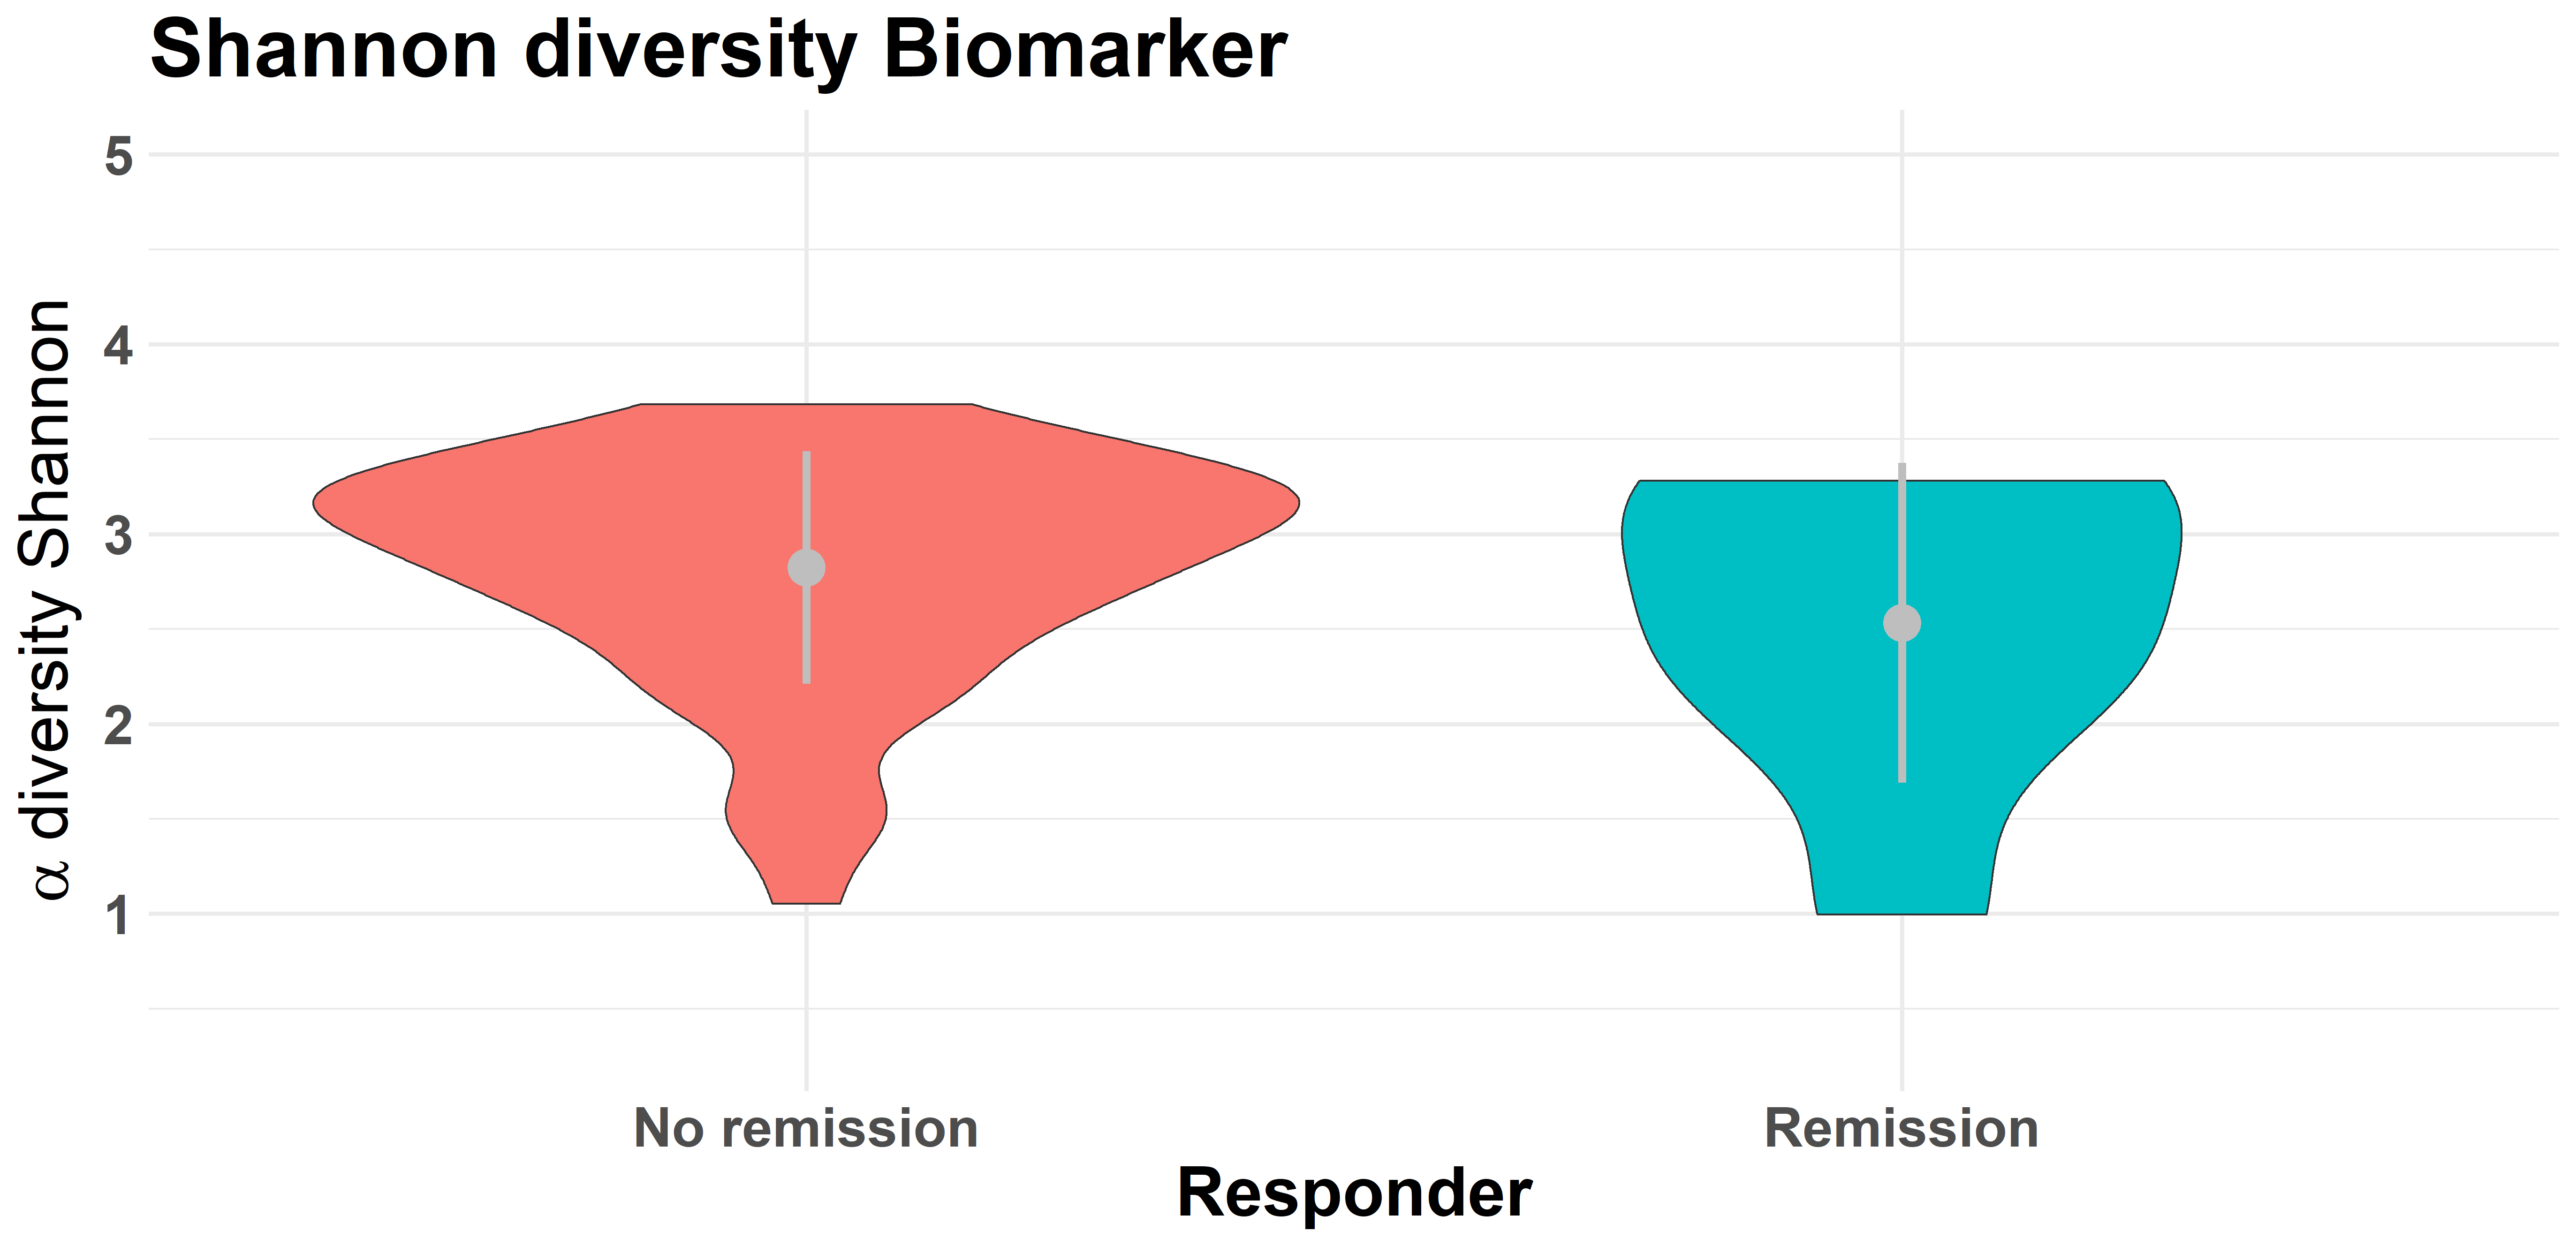 Shannon diversity Biomarker
α diversity Shannon
5
4
3
2
1
No remission
Remission
Responder